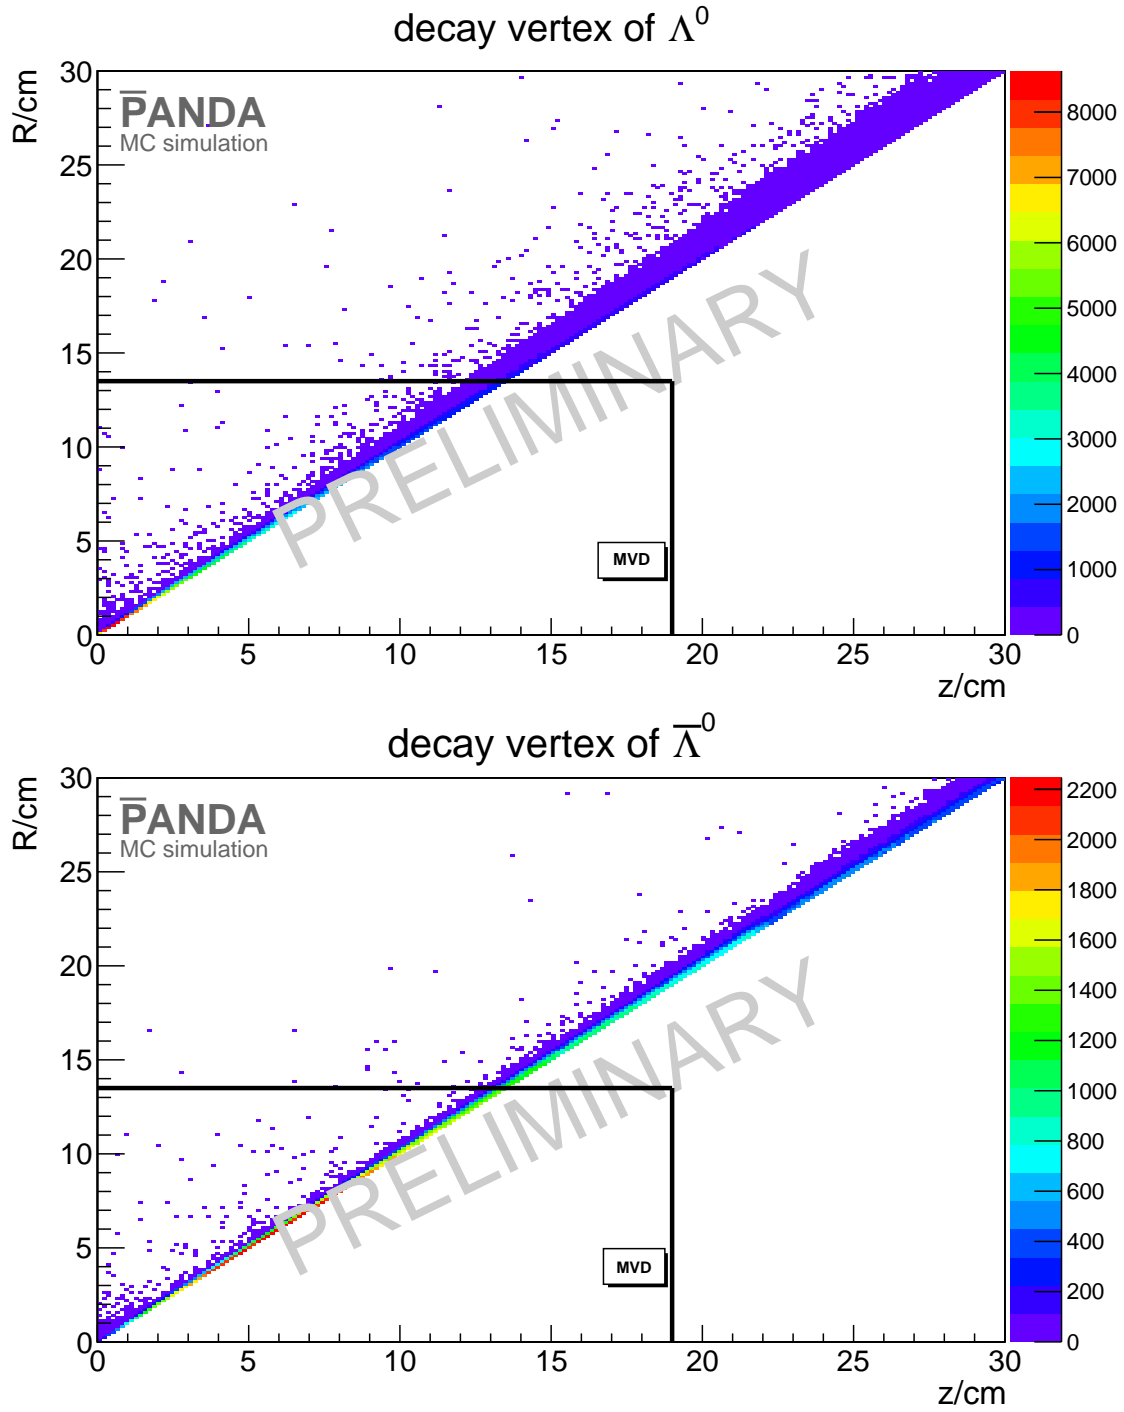 decay vertex of Λ⁰
R/cm
P̅ANDA
MC simulation
30
25
20
15
10
5
0
PRELIMINARY
MVD
0 5 10 15 20 25 30
z/cm
8000
7000
6000
5000
4000
3000
2000
1000
0
decay vertex of Λ̅⁰
R/cm
P̅ANDA
MC simulation
30
25
20
15
10
5
0
PRELIMINARY
MVD
0 5 10 15 20 25 30
z/cm
2200
2000
1800
1600
1400
1200
1000
800
600
400
200
0